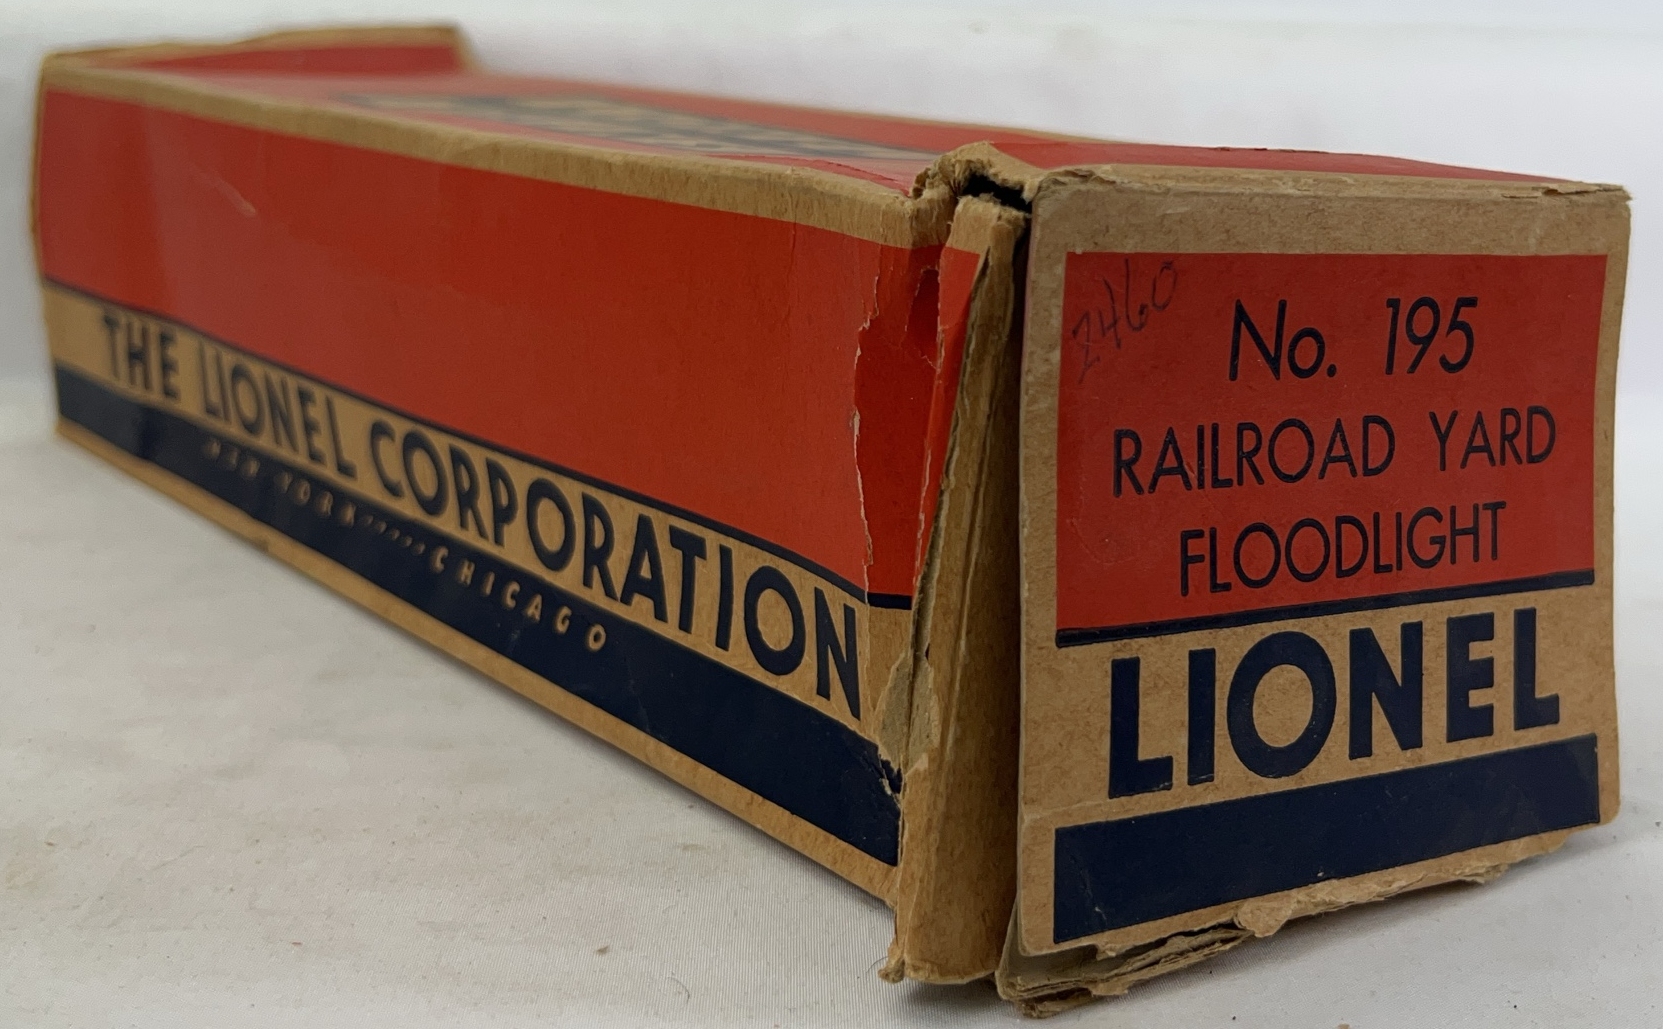 THE LIONEL CORPORATION
NEW YORK ..... CHICAGO
2460
No. 195
RAILROAD YARD
FLOODLIGHT
LIONEL